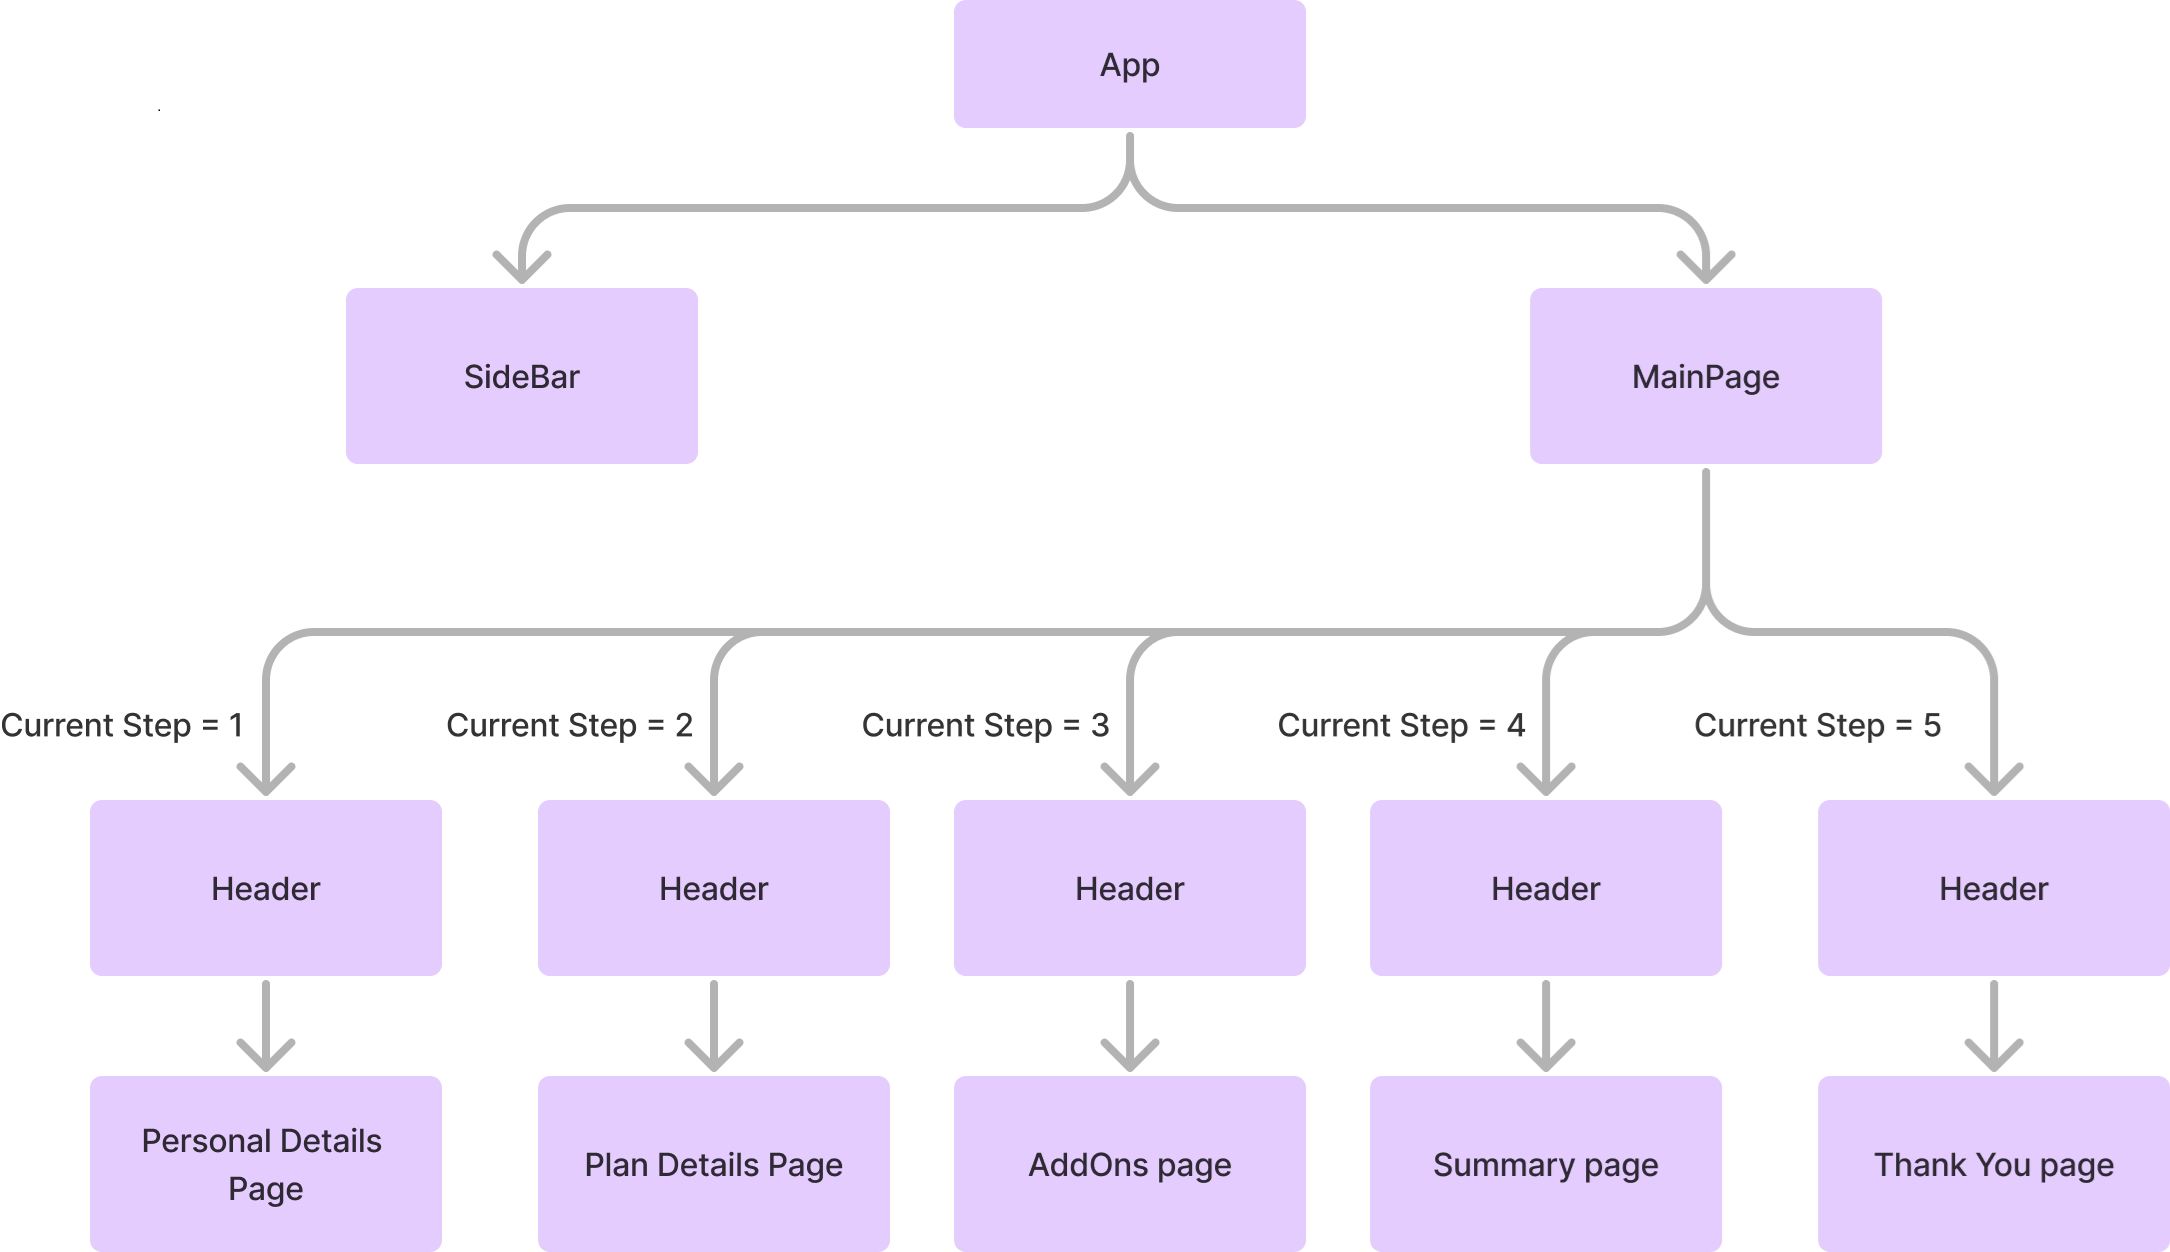 App
SideBar
MainPage
Current Step = 1
Current Step = 2
Current Step = 3
Current Step = 4
Current Step = 5
Header
Header
Header
Header
Header
Personal Details
Page
Plan Details Page
AddOns page
Summary page
Thank You page